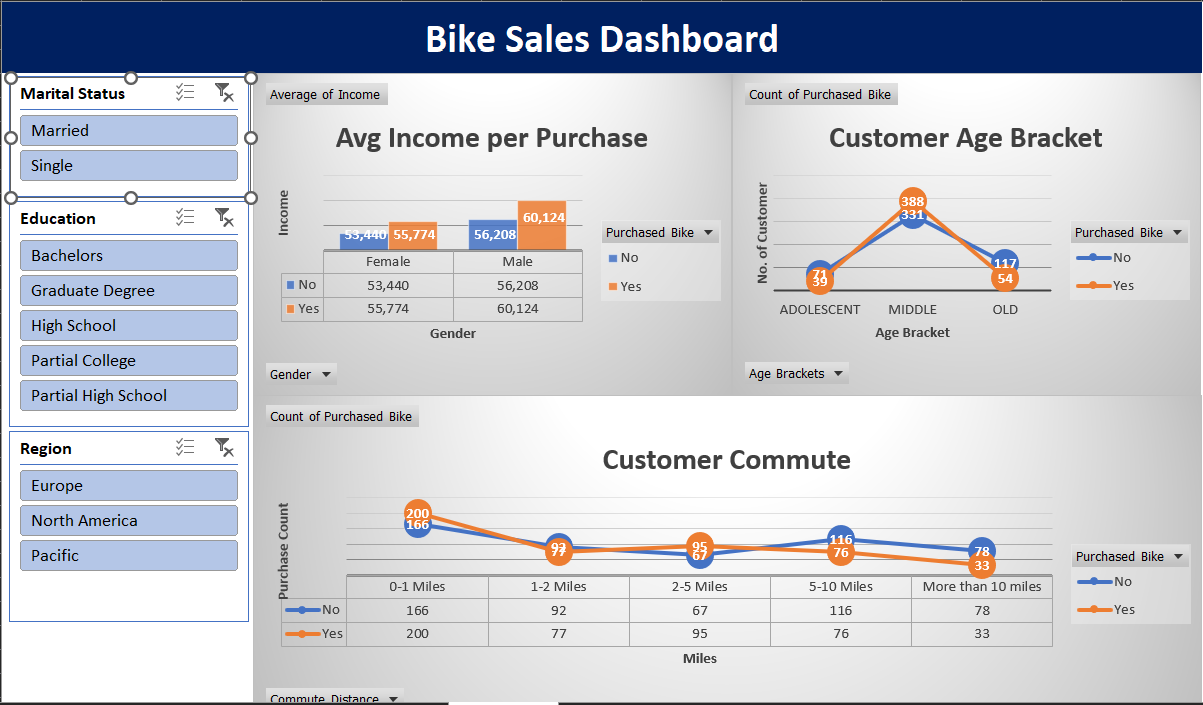 Bike Sales Dashboard
Marital Status
Married
Single
Education
Bachelors
Graduate Degree
High School
Partial College
Partial High School
Region
Europe
North America
Pacific
Average of Income
Avg Income per Purchase
Income
53,440 55,774 56,208 60,124
Female Male
No 53,440 56,208
Yes 55,774 60,124
Gender
Purchased Bike
No
Yes
Gender
Count of Purchased Bike
Customer Age Bracket
No. of Customer
388
331
71
39
117
54
ADOLESCENT MIDDLE OLD
Age Bracket
Purchased Bike
No
Yes
Age Brackets
Count of Purchased Bike
Customer Commute
Purchase Count
200
166
92
77
95
67
116
76
78
33
0-1 Miles 1-2 Miles 2-5 Miles 5-10 Miles More than 10 miles
No 166 92 67 116 78
Yes 200 77 95 76 33
Miles
Purchased Bike
No
Yes
Commute Distance